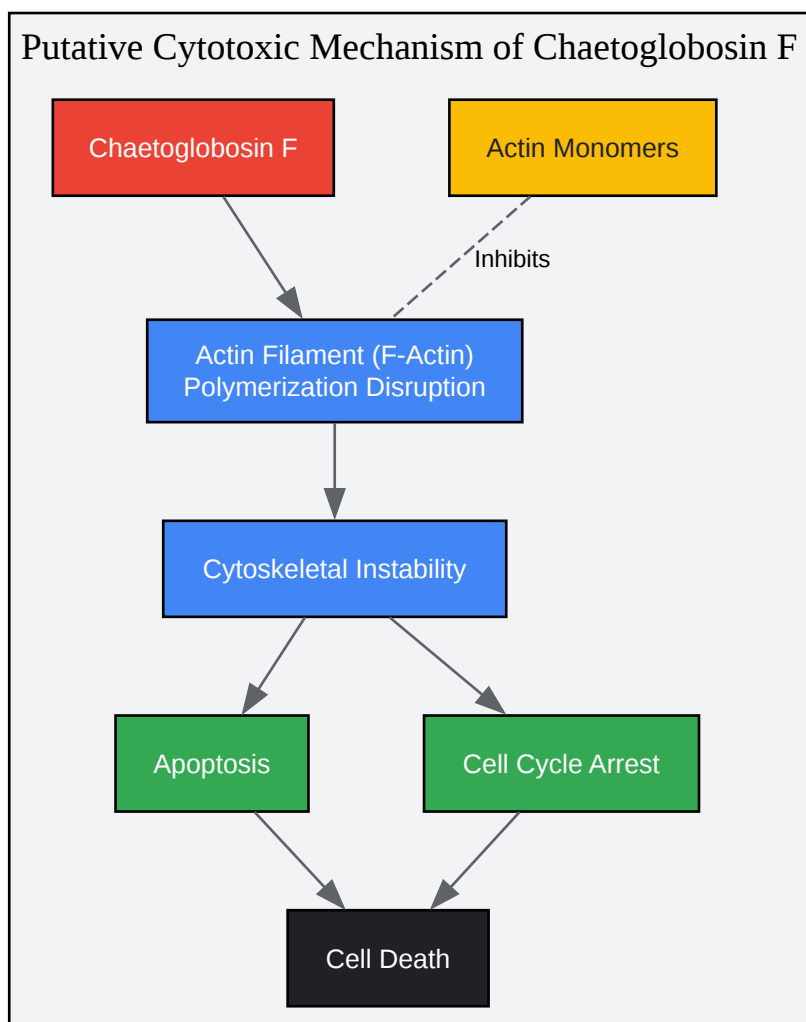 Putative Cytotoxic Mechanism of Chaetoglobosin F
Chaetoglobosin F
Actin Monomers
Inhibits
Actin Filament (F-Actin)
Polymerization Disruption
Cytoskeletal Instability
Apoptosis
Cell Cycle Arrest
Cell Death